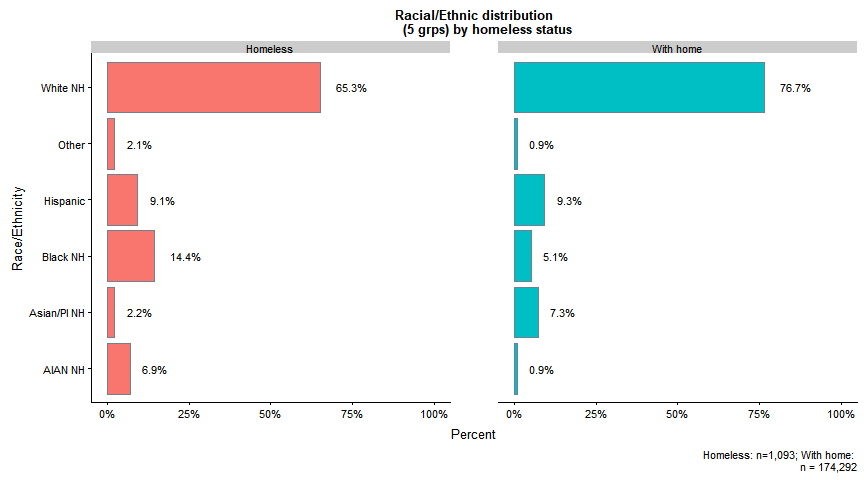 Racial/Ethnic distribution
(5 grps) by homeless status
Homeless
With home
Race/Ethnicity
White NH
65.3%
76.7%
Other
2.1%
0.9%
Hispanic
9.1%
9.3%
Black NH
14.4%
5.1%
Asian/PI NH
2.2%
7.3%
AIAN NH
6.9%
0.9%
0% 25% 50% 75% 100%
0% 25% 50% 75% 100%
Percent
Homeless: n=1,093; With home:
n = 174,292